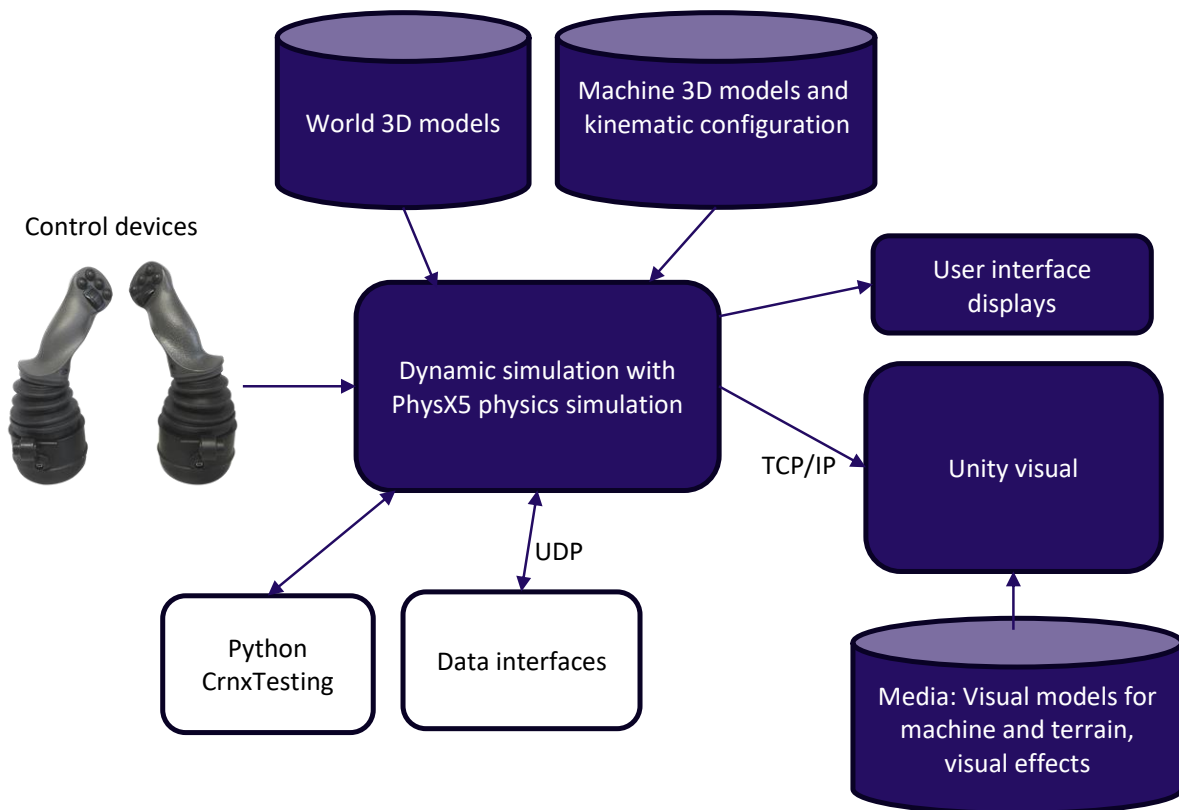 World 3D models
Machine 3D models and
kinematic configuration
Control devices
User interface
displays
Dynamic simulation with
PhysX5 physics simulation
TCP/IP
Unity visual
UDP
Python
CrnxTesting
Data interfaces
Media: Visual models for
machine and terrain,
visual effects